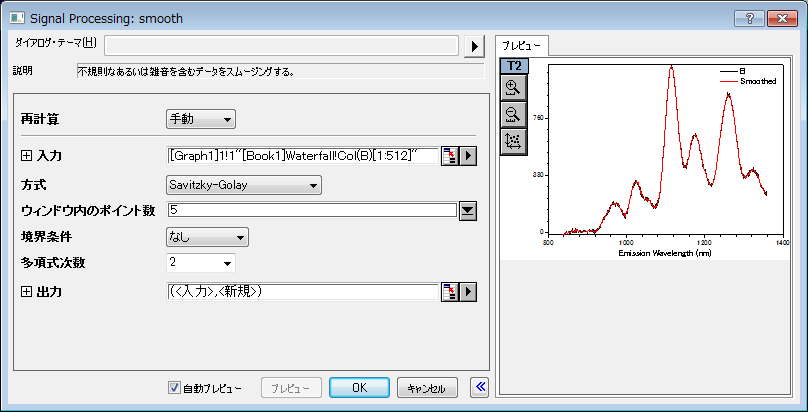 Signal Processing: smooth
ダイアログ・テーマ(H)
説明
不規則なあるいは雑音を含むデータをスムージングする。
再計算
手動
入力
[Graph1]1!1"[Book1]Waterfall!Col(B)[1:512]"
方式
Savitzky-Golay
ウィンドウ内のポイント数
5
境界条件
なし
多項式次数
2
出力
(<入力>,<新規>)
自動プレビュー
プレビュー
OK
キャンセル
プレビュー
T2
B
Smoothed
760
380
0
800
1000
1200
1400
Emission Wavelength (nm)